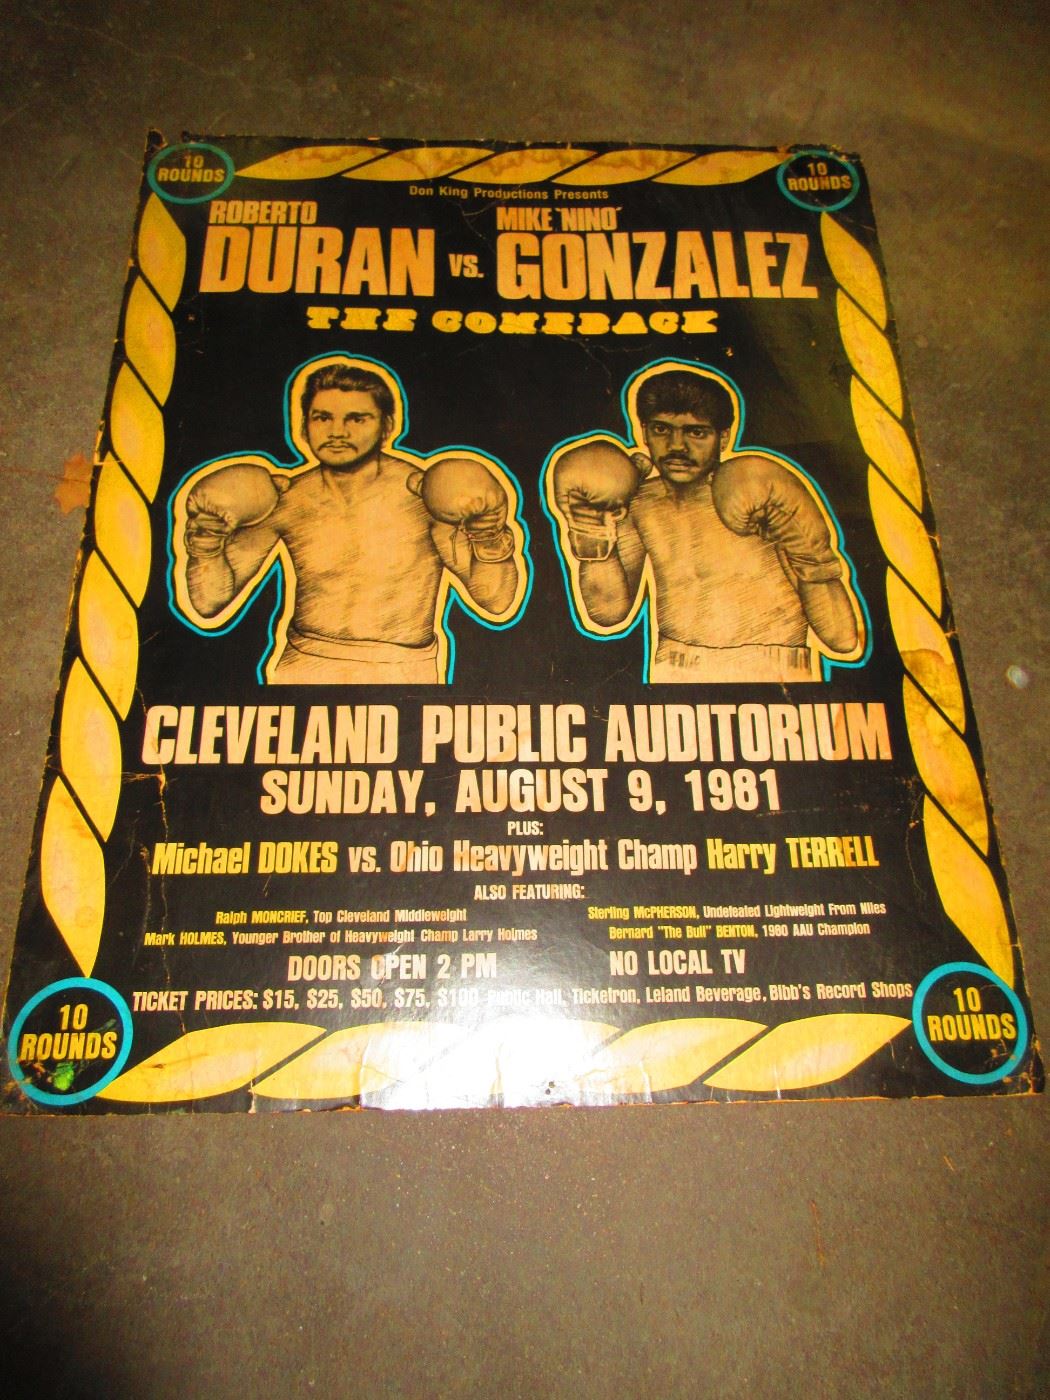 10 ROUNDS
10 ROUNDS
Don King Productions Presents
ROBERTO
DURAN vs.
MIKE "NINO"
GONZALEZ
THE COMEBACK
CLEVELAND PUBLIC AUDITORIUM
SUNDAY, AUGUST 9, 1981
PLUS:
Michael DOKES vs. Ohio Heavyweight Champ Harry TERRELL
ALSO FEATURING:
Ralph MONCRIEF, Top Cleveland Middleweight
Mark HOLMES, Younger Brother of Heavyweight Champ Larry Holmes
Sterling McPHERSON, Undefeated Lightweight From Niles
Bernard "The Bull" BENTON, 1980 AAU Champion
DOORS OPEN 2 PM
NO LOCAL TV
TICKET PRICES: $15, $25, $50, $75, $100 Public Hall, Ticketron, Leland Beverage, Bibb's Record Shops
10 ROUNDS
10 ROUNDS